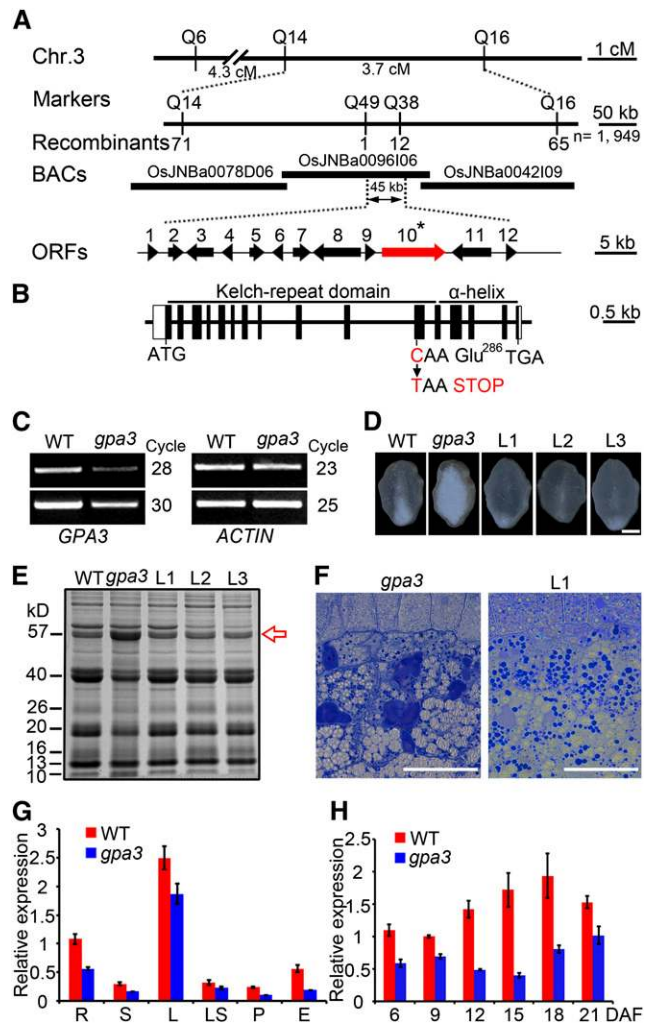 A
Q6 Q14 Q16
Chr.3 1 cM
4.3 cM 3.7 cM
Markers
Q14 Q49 Q38 Q16
50 kb
Recombinants 71 1 12 65 n= 1, 949
BACs OsJNBa0078D06 OsJNBa0096I06 OsJNBa0042I09
45 kb
1 2 3 4 5 6 7 8 9 10* 11 12
ORFs 5 kb
B
Kelch-repeat domain α-helix
0.5 kb
ATG CAA Glu286 TGA
TAA STOP
C
WT gpa3 Cycle WT gpa3 Cycle
28 23
30 25
GPA3 ACTIN
D
WT gpa3 L1 L2 L3
E
WT gpa3 L1 L2 L3
kD
57
40
26
20
16
13
10
F
gpa3 L1
G
Relative expression
3
2.5
2
1.5
1
0.5
0
WT
gpa3
R S L LS P E
H
Relative expression
2.5
2
1.5
1
0.5
0
WT
gpa3
6 9 12 15 18 21 DAF